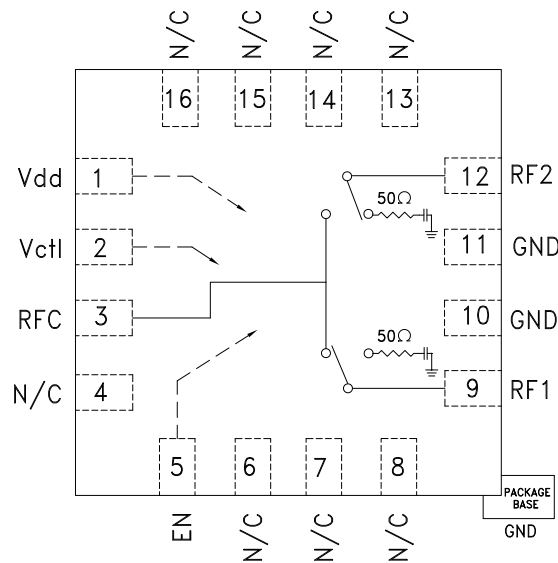 N/C
N/C
N/C
N/C
16
15
14
13
Vdd
1
12
RF2
50Ω
Vctl
2
11
GND
RFC
3
10
GND
50Ω
N/C
4
9
RF1
5
6
7
8
EN
N/C
N/C
N/C
PACKAGE
BASE
GND